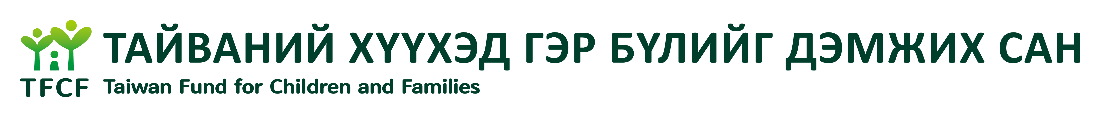 ТАЙВАНИЙ ХҮҮХЭД ГЭР БҮЛИЙГ ДЭМЖИХ САН
TFCF Taiwan Fund for Children and Families